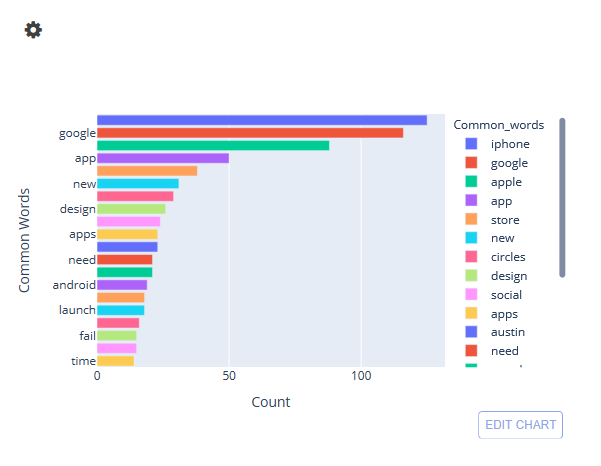 Common_words
iphone
google
google
apple
app
app
store
new
new
circles
design
design
social
apps
apps
austin
need
need
android
launch
fail
time
Common Words
0 50 100
Count
EDIT CHART